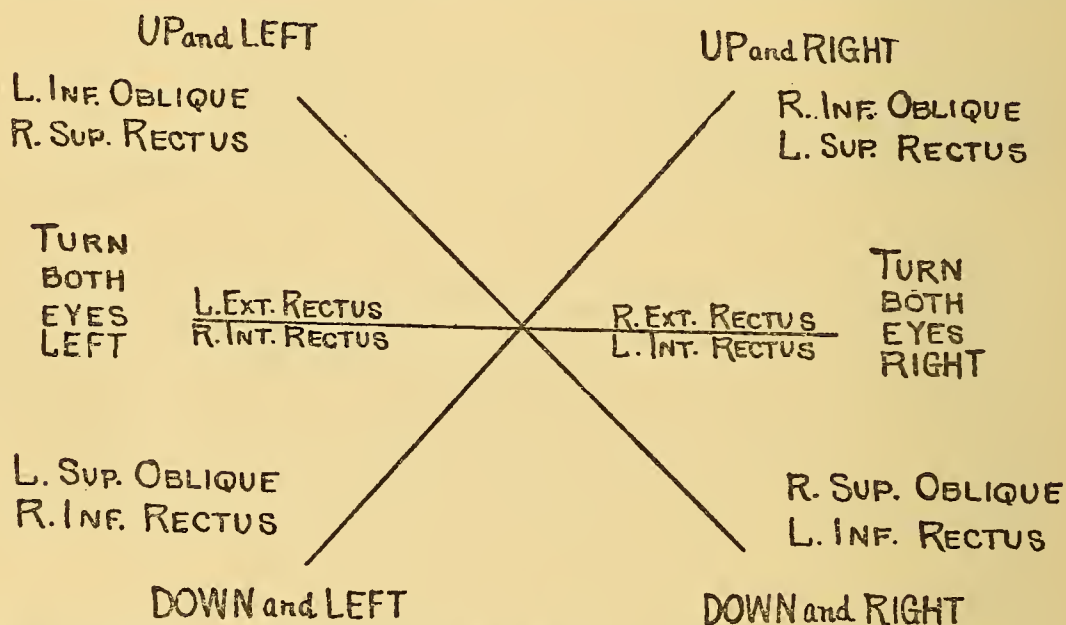 UP and LEFT
L. INF. OBLIQUE
R. SUP. RECTUS
UP and RIGHT
R. INF. OBLIQUE
L. SUP. RECTUS
TURN
BOTH
EYES
LEFT
L. EXT. RECTUS
R. INT. RECTUS
R. EXT. RECTUS
L. INT. RECTUS
TURN
BOTH
EYES
RIGHT
L. SUP. OBLIQUE
R. INF. RECTUS
DOWN and LEFT
R. SUP. OBLIQUE
L. INF. RECTUS
DOWN and RIGHT